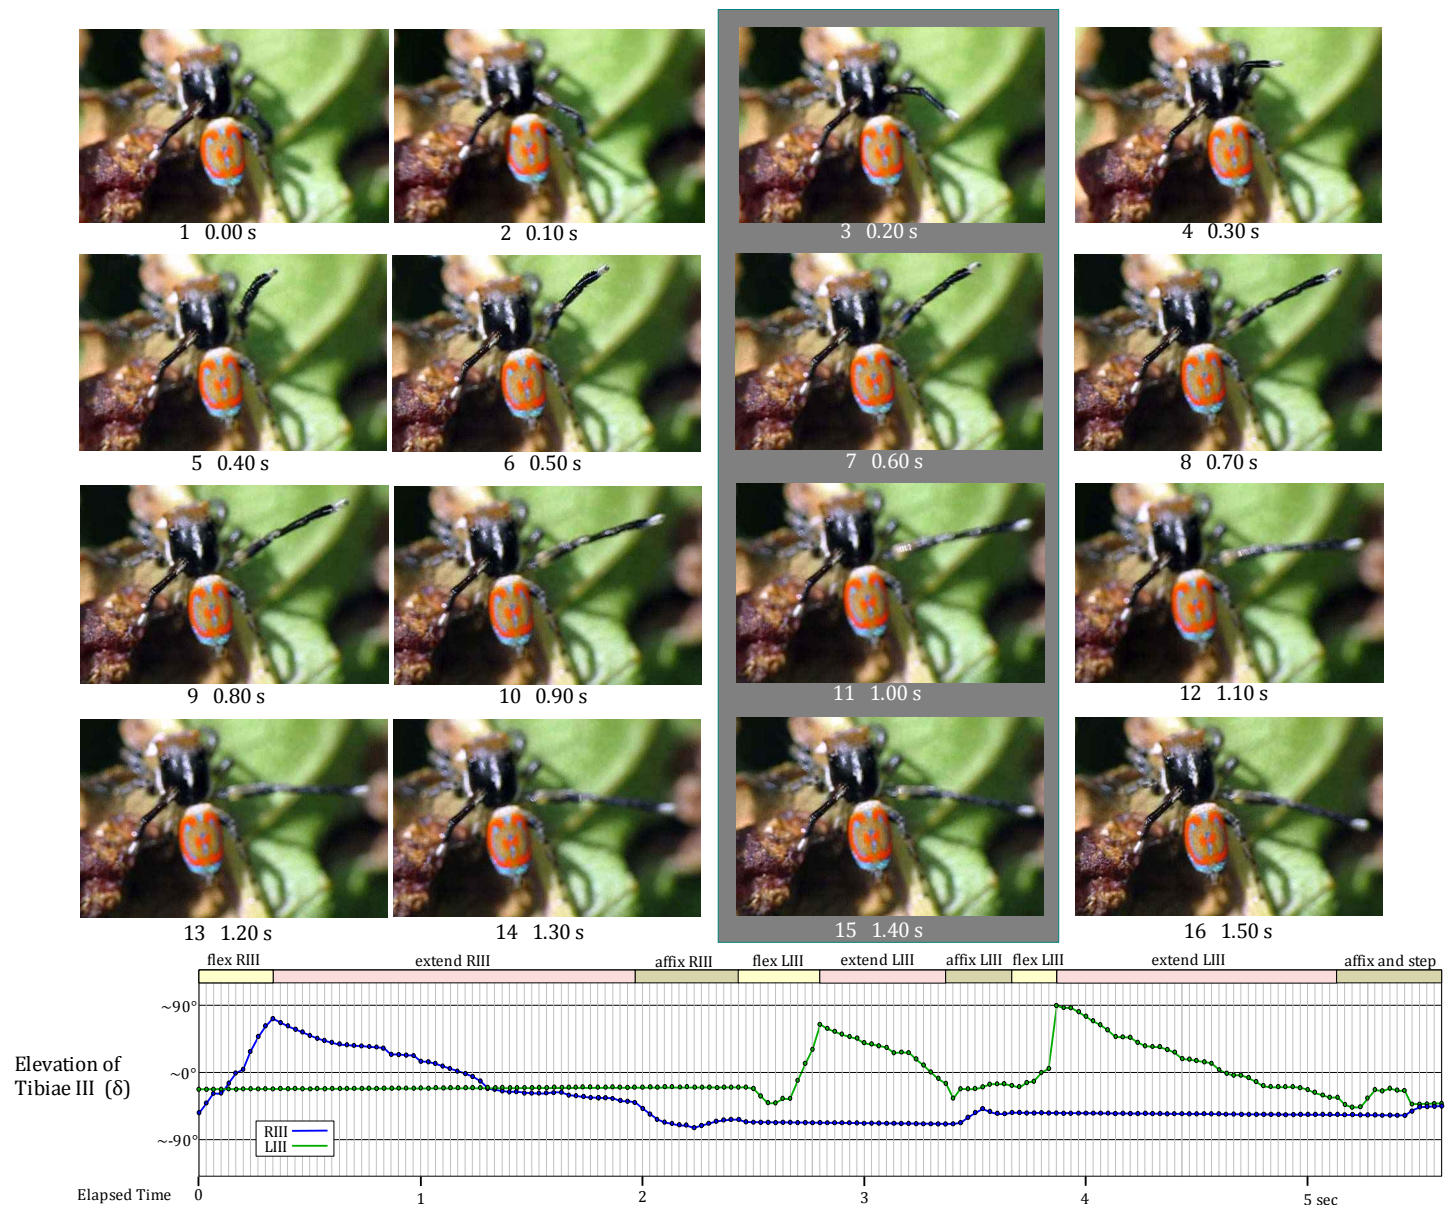 1 0.00 s
2 0.10 s
3 0.20 s
4 0.30 s
5 0.40 s
6 0.50 s
7 0.60 s
8 0.70 s
9 0.80 s
10 0.90 s
11 1.00 s
12 1.10 s
13 1.20 s
14 1.30 s
15 1.40 s
16 1.50 s
flex RIII extend RIII affix RIII flex LIII extend LIII affix LIII flex LIII extend LIII affix and step
~90°
~0°
~-90°
Elevation of
Tibiae III (δ)
RIII
LIII
Elapsed Time 0 1 2 3 4 5 sec